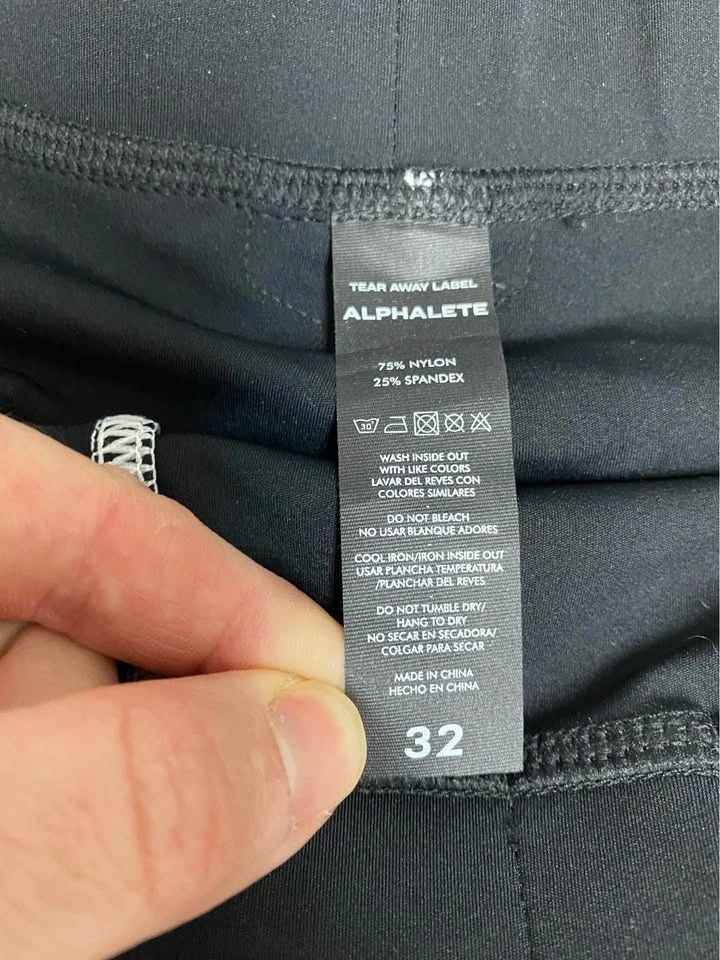 TEAR AWAY LABEL
ALPHALETE
75% NYLON
25% SPANDEX
30°
WASH INSIDE OUT
WITH LIKE COLORS
LAVAR DEL REVES CON
COLORES SIMILARES
DO NOT BLEACH
NO USAR BLANQUE ADORES
COOL IRON/IRON INSIDE OUT
USAR PLANCHA TEMPERATURA
/PLANCHAR DEL REVES
DO NOT TUMBLE DRY/
HANG TO DRY
NO SECAR EN SECADORA/
COLGAR PARA SECAR
MADE IN CHINA
HECHO EN CHINA
32